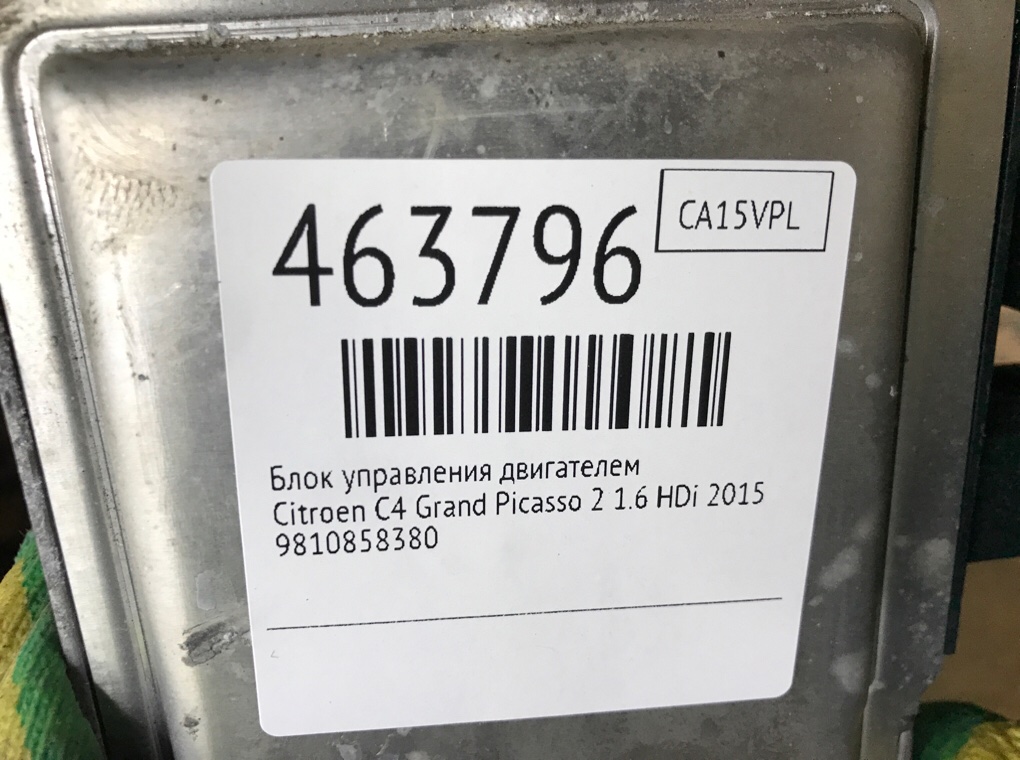 463796
CA15VPL
Блок управления двигателем
Citroen C4 Grand Picasso 2 1.6 HDi 2015
9810858380